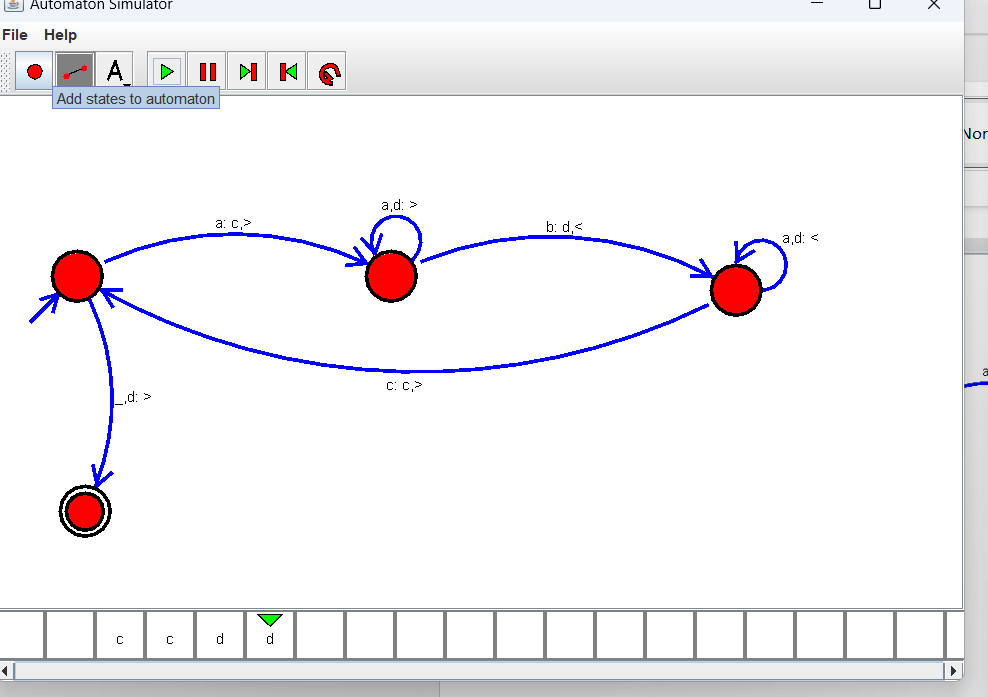 Automaton Simulator
File Help
A
Add states to automaton
Nor
a,d: >
a: c,>
b: d,<
a,d: <
a
c: c,>
_,d: >
c c d d